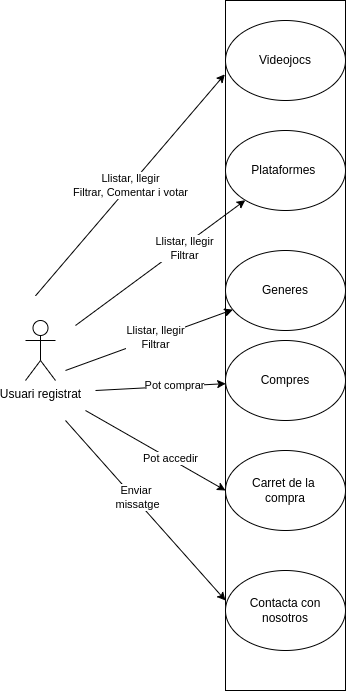 Videojocs
Llistar, llegir
Filtrar, Comentar i votar
Plataformes
Llistar, llegir
Filtrar
Generes
Llistar, llegir
Filtrar
Usuari registrat
Pot comprar
Compres
Pot accedir
Carret de la
compra
Enviar
missatge
Contacta con
nosotros